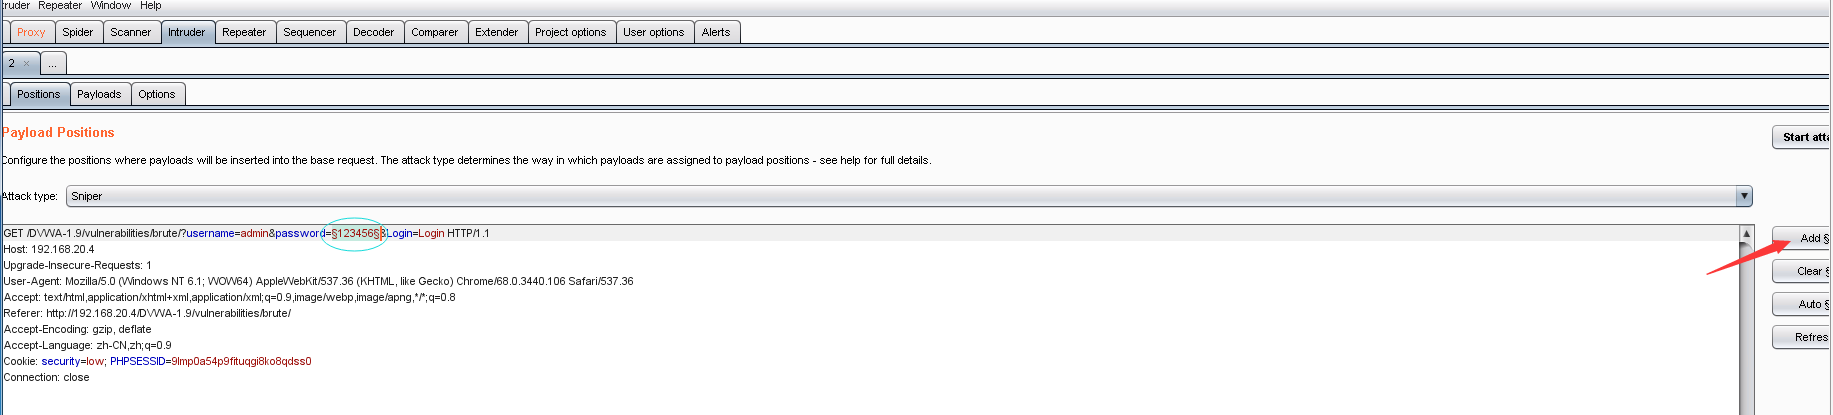 truder Repeater Window Help
Proxy Spider Scanner Intruder Repeater Sequencer Decoder Comparer Extender Project options User options Alerts
2 × ...
Positions Payloads Options
Payload Positions
Start atta
Configure the positions where payloads will be inserted into the base request. The attack type determines the way in which payloads are assigned to payload positions - see help for full details.
Attack type: Sniper
GET /DVWA-1.9/vulnerabilities/brute/?username=admin&password=§123456§&Login=Login HTTP/1.1
Host: 192.168.20.4
Upgrade-Insecure-Requests: 1
User-Agent: Mozilla/5.0 (Windows NT 6.1; WOW64) AppleWebKit/537.36 (KHTML, like Gecko) Chrome/68.0.3440.106 Safari/537.36
Accept: text/html,application/xhtml+xml,application/xml;q=0.9,image/webp,image/apng,*/*;q=0.8
Referer: http://192.168.20.4/DVWA-1.9/vulnerabilities/brute/
Accept-Encoding: gzip, deflate
Accept-Language: zh-CN,zh;q=0.9
Cookie: security=low; PHPSESSID=9lmp0a54p9fituqgi8ko8qdss0
Connection: close
Add §
Clear §
Auto §
Refres